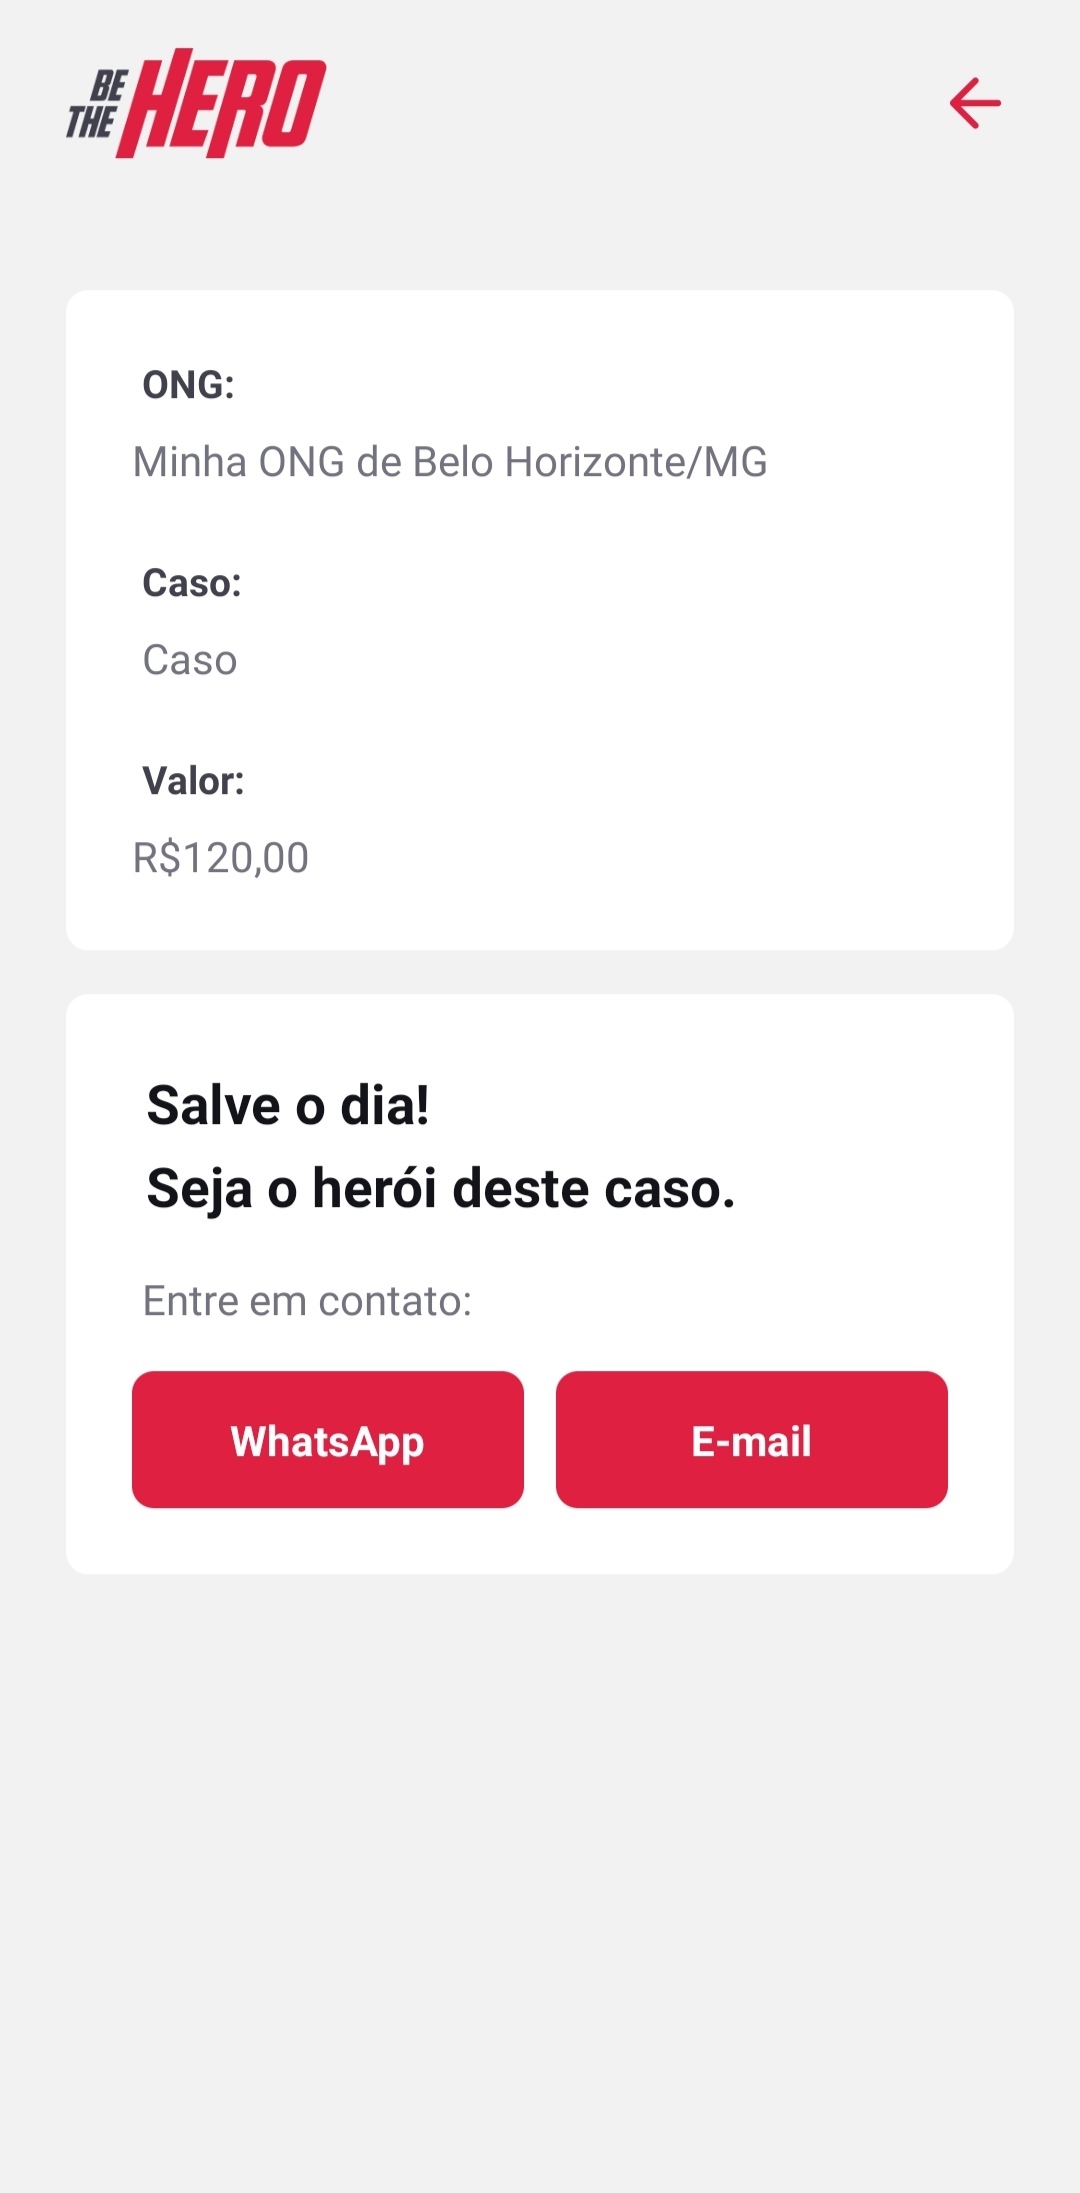 BE
THE HERO
ONG:
Minha ONG de Belo Horizonte/MG
Caso:
Caso
Valor:
R$120,00
Salve o dia!
Seja o herói deste caso.
Entre em contato:
WhatsApp E-mail